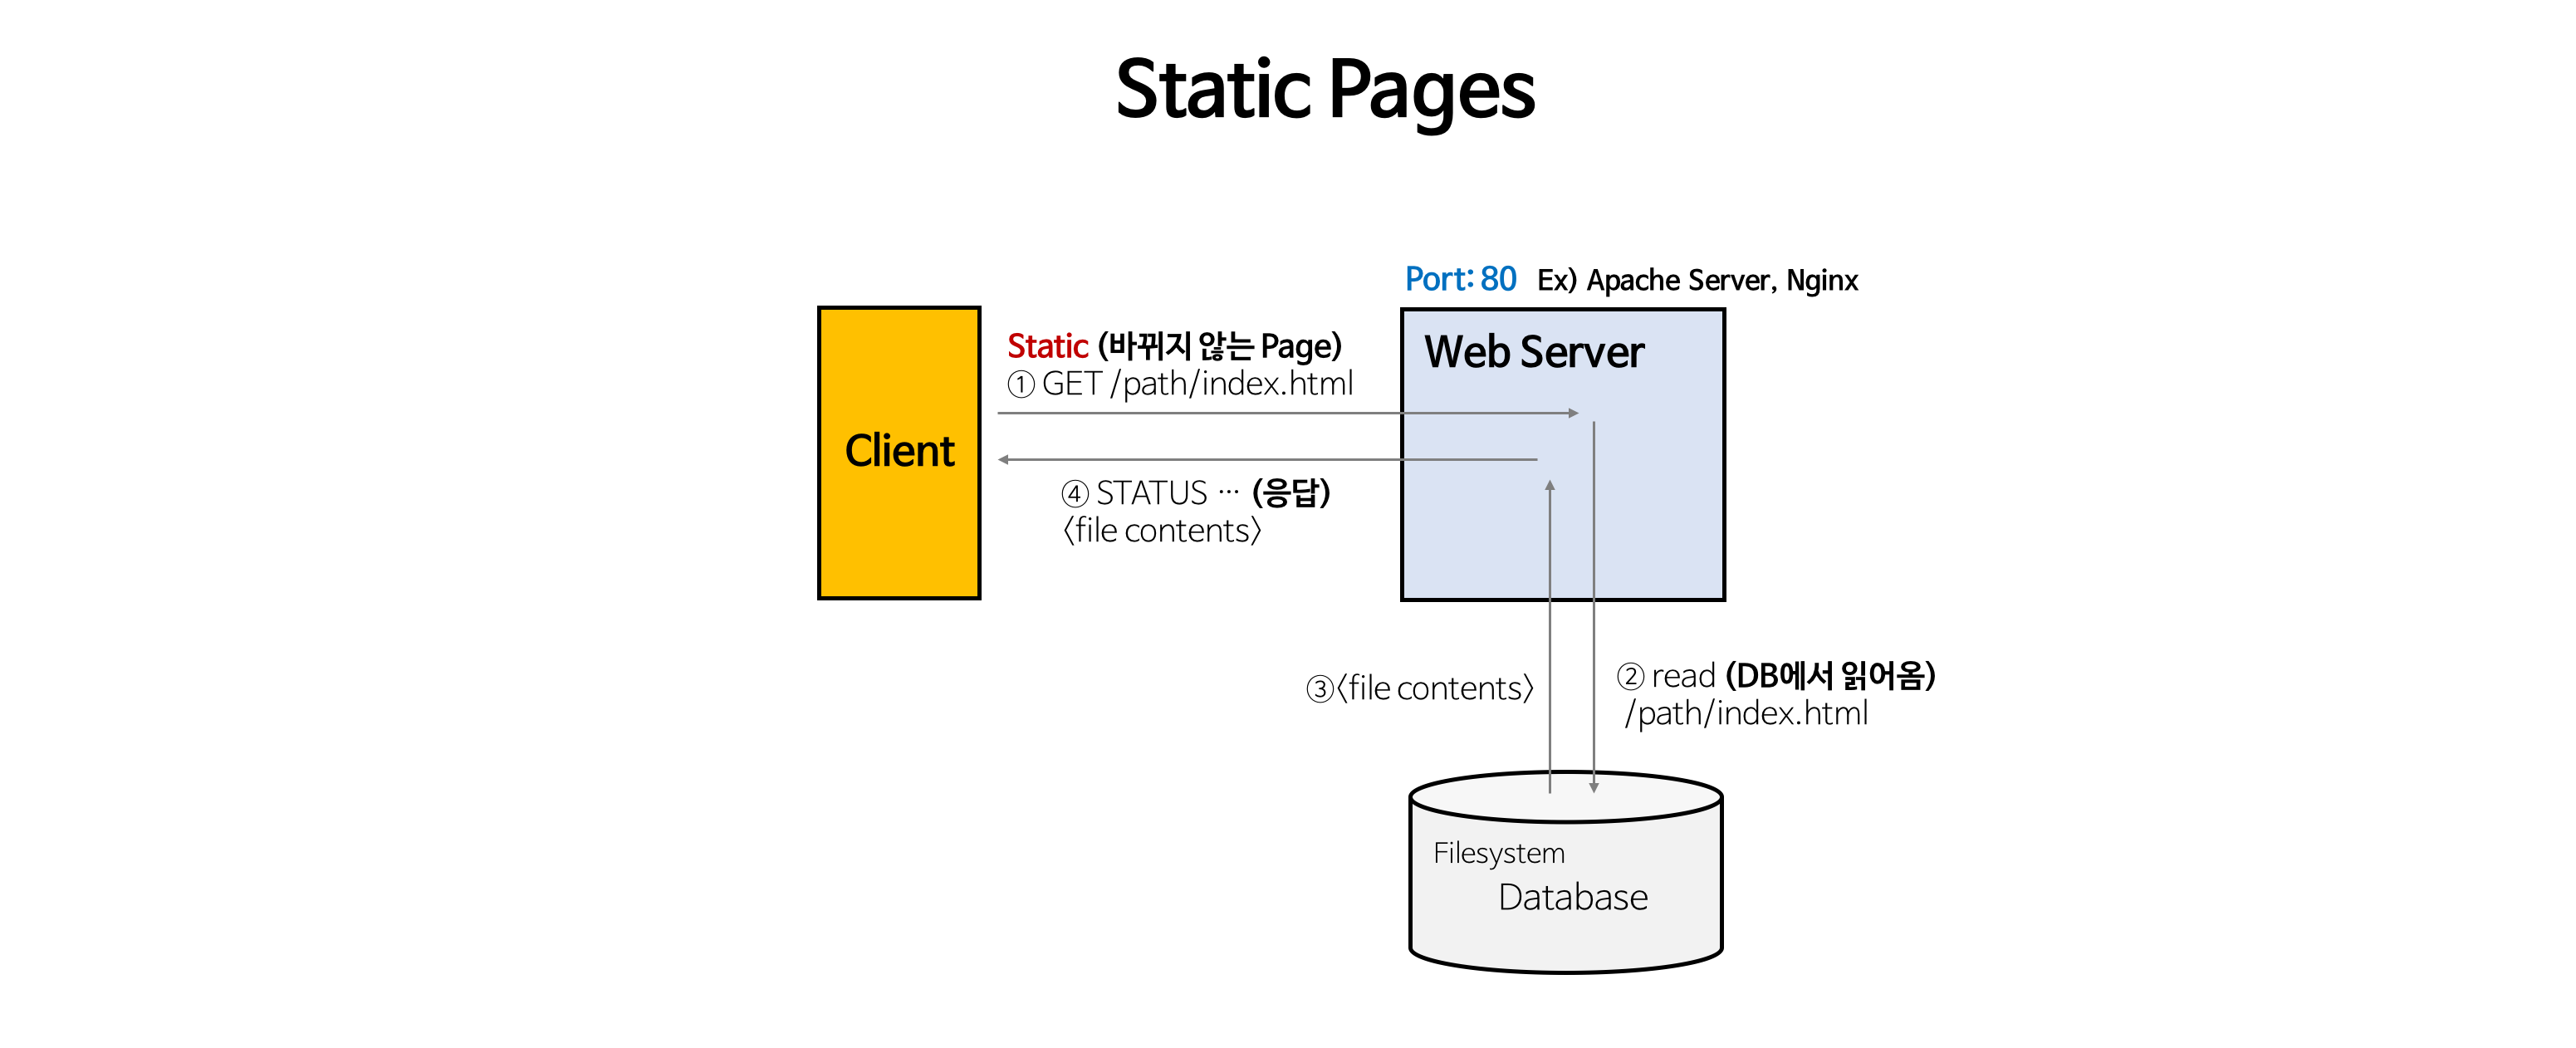 Static Pages
Port: 80 Ex) Apache Server, Nginx
Static (바뀌지 않는 Page)
① GET /path/index.html
Web Server
Client
④ STATUS … (응답)
〈file contents〉
② read (DB에서 읽어옴)
③〈file contents〉
/path/index.html
Filesystem
Database